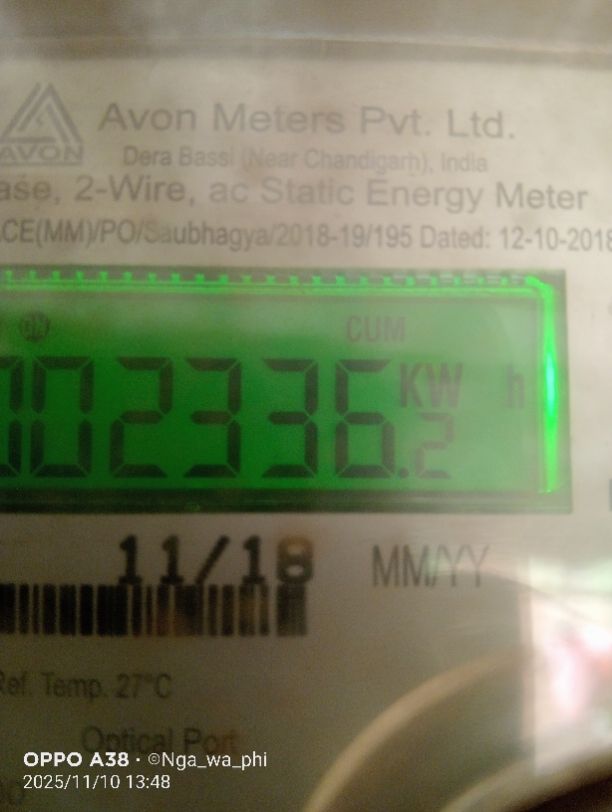 Avon Meters Pvt. Ltd.
AVON
Dera Bassi (Near Chandigarh), India
ase, 2-Wire, ac Static Energy Meter
CE(MM)/PO/Saubhagya/2018-19/195 Dated: 12-10-2018
CUM
002336.2 KW h
11/18 MM/YY
Ref. Temp. 27°C
Optical Port
OPPO A38 · ©Nga_wa_phi
2025/11/10 13:48